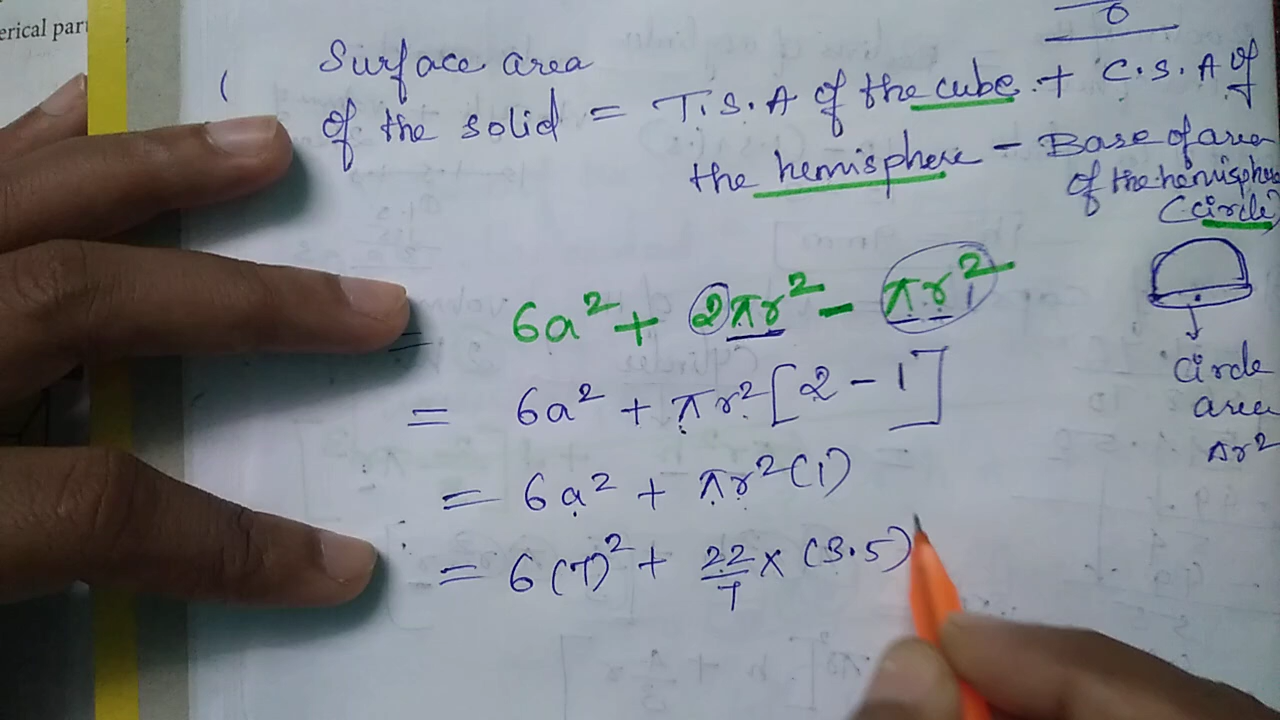 erical part
6
Surface area
of the solid = T.S.A of the cube + C.S.A of
the hemisphere - Base of area
of the hemisphere
(circle)
= 6a² + 2πr² - πr²
= 6a² + πr² [2 - 1]
= 6a² + πr² (1)
= 6(7)² + 22/7 × (3.5)
Circle
area
πr²